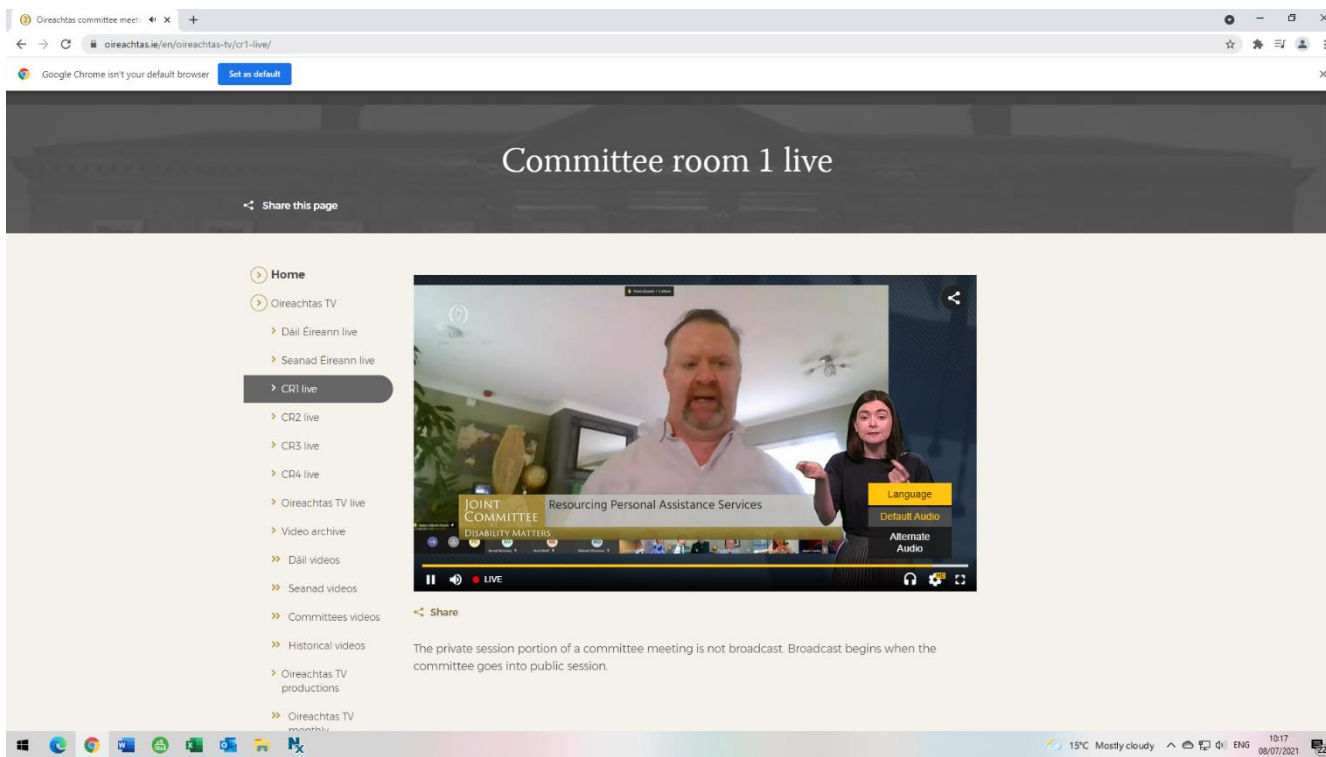 Oireachtas committee meet
oireachtas.ie/en/oireachtas-tv/cr1-live/
Google Chrome isn't your default browser
Set as default
Committee room 1 live
Share this page
Home
Oireachtas TV
Dáil Éireann live
Seanad Éireann live
CR1 live
CR2 live
CR3 live
CR4 live
Oireachtas TV live
Video archive
Dáil videos
Seanad videos
Committees videos
Historical videos
Oireachtas TV
productions
Oireachtas TV
monthly
JOINT
COMMITTEE
DISABILITY MATTERS
Resourcing Personal Assistance Services
Language
Default Audio
Alternate
Audio
LIVE
HD
Share
The private session portion of a committee meeting is not broadcast. Broadcast begins when the
committee goes into public session.
15°C Mostly cloudy
ENG
10:17
08/07/2021
22